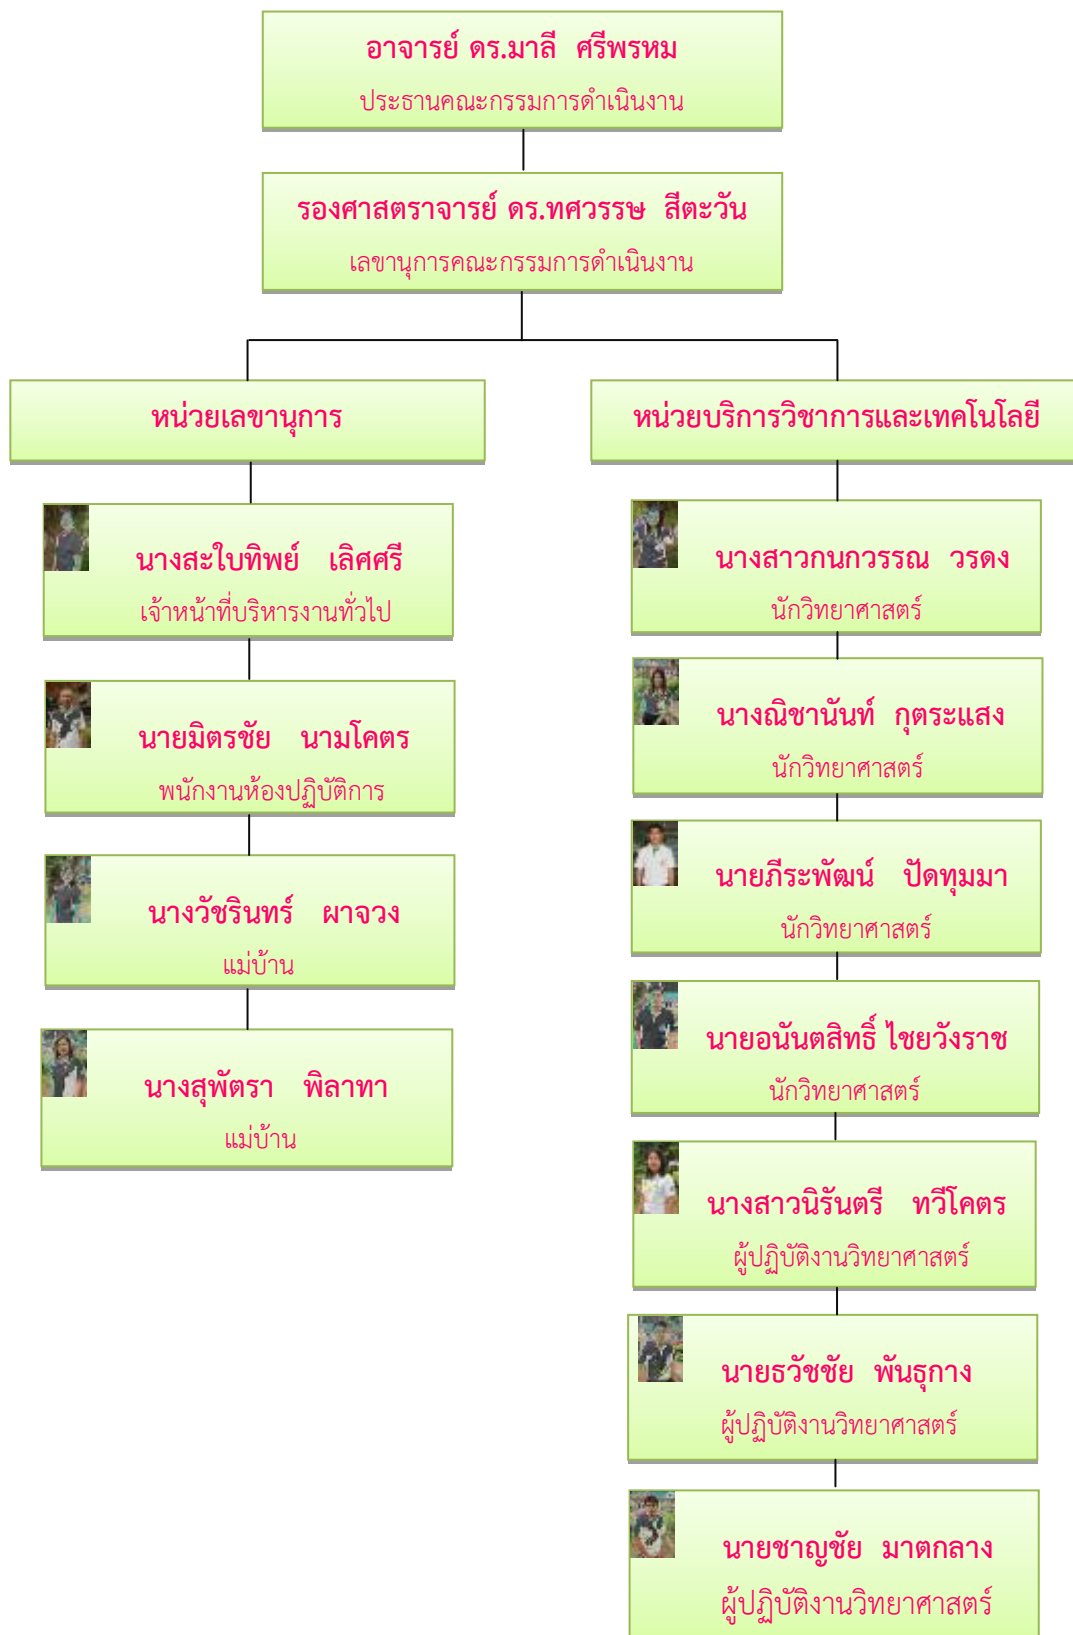 อาจารย์ ดร.มาลี ศรีพรหม
ประธานคณะกรรมการดำเนินงาน
รองศาสตราจารย์ ดร.ทศวรรษ สีตะวัน
เลขานุการคณะกรรมการดำเนินงาน
หน่วยเลขานุการ
นางสะใบทิพย์ เลิศศรี
เจ้าหน้าที่บริหารงานทั่วไป
นายมิตรชัย นามโคตร
พนักงานห้องปฏิบัติการ
นางวัชรินทร์ ผาจวง
แม่บ้าน
นางสุพัตรา พิลาทา
แม่บ้าน
หน่วยบริการวิชาการและเทคโนโลยี
นางสาวกนกวรรณ วรดง
นักวิทยาศาสตร์
นางณิชานันท์ กุตระแสง
นักวิทยาศาสตร์
นายภีระพัฒน์ ปัดทุมมา
นักวิทยาศาสตร์
นายอนันตสิทธิ์ ไชยวังราช
นักวิทยาศาสตร์
นางสาวนิรันตรี ทวีโคตร
ผู้ปฏิบัติงานวิทยาศาสตร์
นายธวัชชัย พันธุกาง
ผู้ปฏิบัติงานวิทยาศาสตร์
นายชาญชัย มาตกลาง
ผู้ปฏิบัติงานวิทยาศาสตร์